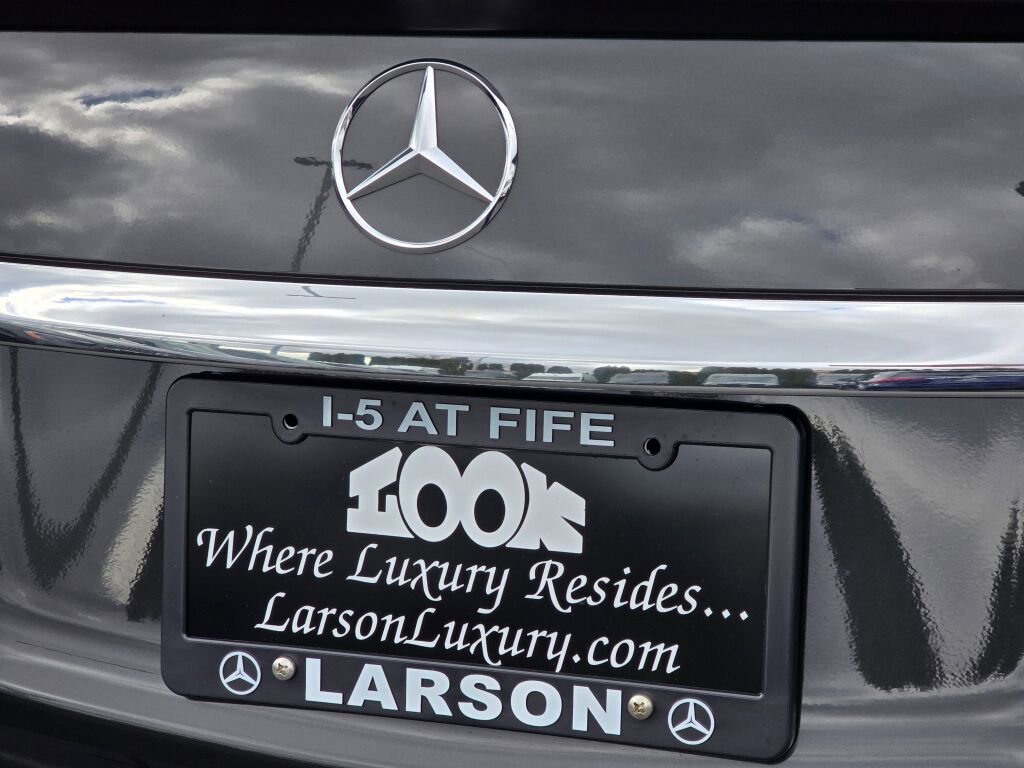 I-5 AT FIFE
LOOK
Where Luxury Resides...
LarsonLuxury.com
LARSON